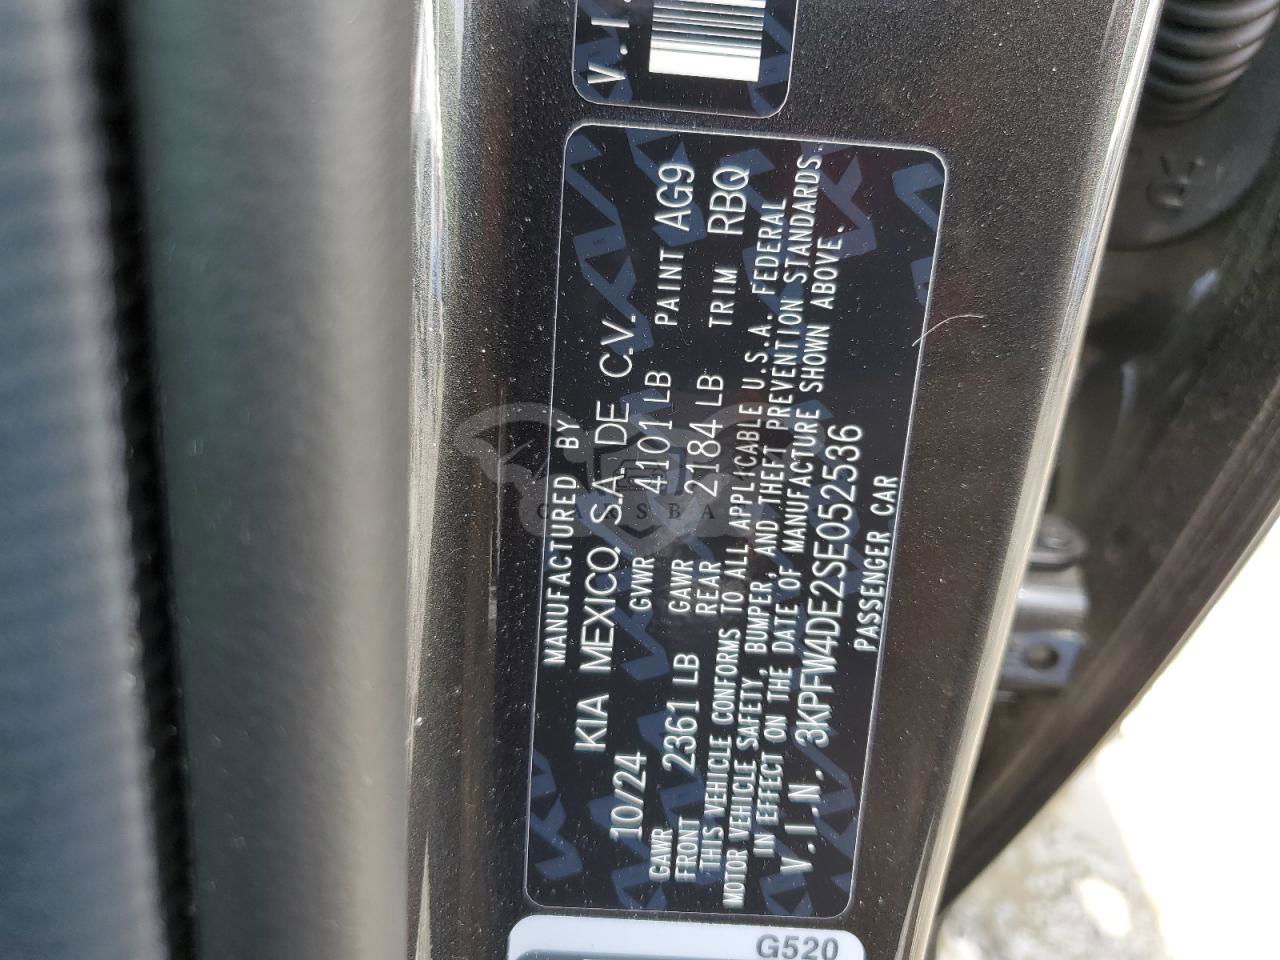 V.I.
MANUFACTURED BY
KIA MEXICO, S.A. DE C.V.
10/24 GVWR 4101 LB PAINT AG9
GAWR FRONT 2361 LB GAWR REAR 2184 LB TRIM RBQ
THIS VEHICLE CONFORMS TO ALL APPLICABLE U.S.A. FEDERAL
MOTOR VEHICLE SAFETY, BUMPER, AND THEFT PREVENTION STANDARDS
IN EFFECT ON THE DATE OF MANUFACTURE SHOWN ABOVE.
V.I.N. 3KPFW4DE2SE052536
PASSENGER CAR
G520